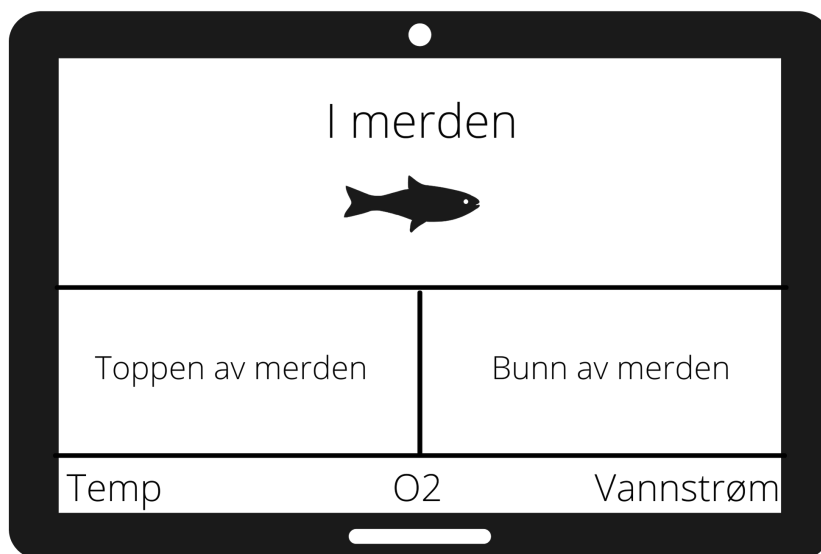 I merden
Toppen av merden
Bunn av merden
Temp O2 Vannstrøm